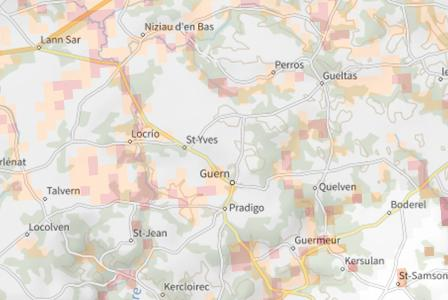 Niziau d'en Bas
Lann Sar
Perros
Gueltas
Locrio
St-Yves
Guern
Talvern
Quelven
Boderel
Pradigo
Locolven
St-Jean
Guermeur
Kersulan
St-Samson
Kercloirec